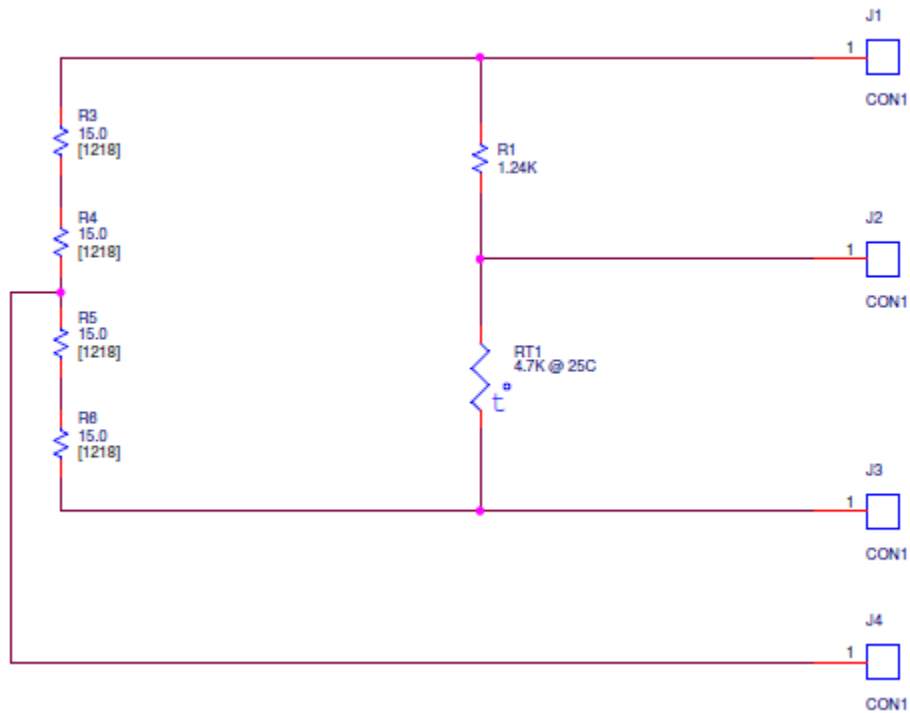 J1
1
CON1
R3
15.0
[1218]
R1
1.24K
R4
15.0
[1218]
J2
1
CON1
R5
15.0
[1218]
RT1
4.7K @ 25C
t°
R6
15.0
[1218]
J3
1
CON1
J4
1
CON1